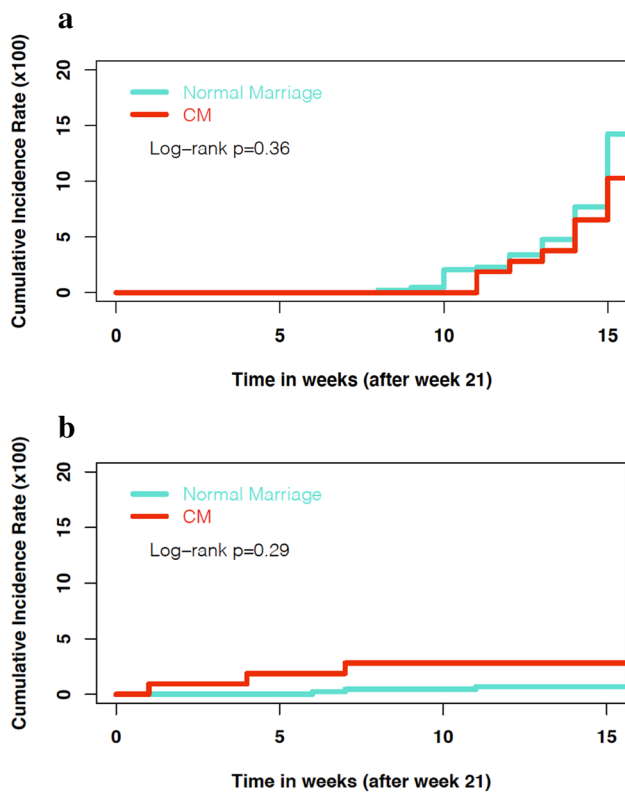 a
Cumulative Incidence Rate (x100)
20
15
10
5
0
Normal Marriage
CM
Log–rank p=0.36
0 5 10 15
Time in weeks (after week 21)
b
Cumulative Incidence Rate (x100)
20
15
10
5
0
Normal Marriage
CM
Log–rank p=0.29
0 5 10 15
Time in weeks (after week 21)